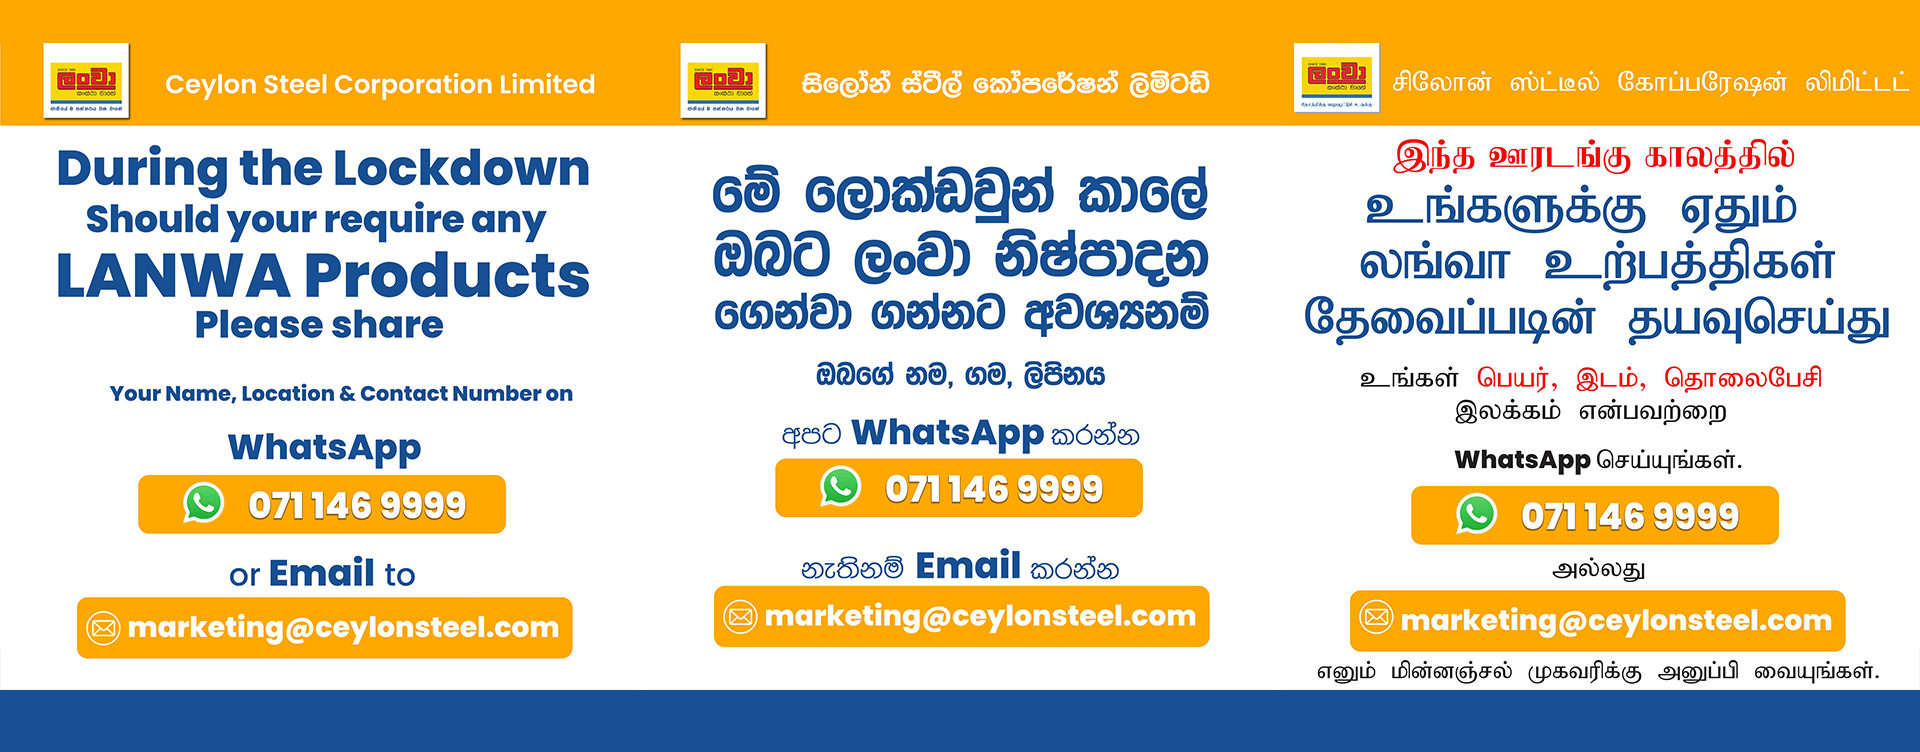 SINCE 1960
ලංවා
සංස්ථා වානේ
Ceylon Steel Corporation Limited
During the Lockdown
Should your require any
LANWA Products
Please share
Your Name, Location & Contact Number on
WhatsApp
071 146 9999
or Email to
marketing@ceylonsteel.com
ලංවා
සංස්ථා වානේ
සිලෝන් ස්ටීල් කෝපරේෂන් ලිමිටඩ්
මේ ලොක්ඩවුන් කාලේ
ඔබට ලංවා නිෂ්පාදන
ගෙන්වා ගන්නට අවශ්‍යනම්
ඔබගේ නම, ගම, ලිපිනය
අපට WhatsApp කරන්න
071 146 9999
නැතිනම් Email කරන්න
marketing@ceylonsteel.com
ලංවා
සංස්ථා වානේ
சிலோன் ஸ்ட்டீல் கோப்பரேஷன் லிமிட்டட்
இந்த ஊரடங்கு காலத்தில்
உங்களுக்கு ஏதும்
லங்வா உற்பத்திகள்
தேவைப்படின் தயவுசெய்து
உங்கள் பெயர், இடம், தொலைபேசி
இலக்கம் என்பவற்றை
WhatsApp செய்யுங்கள்.
071 146 9999
அல்லது
marketing@ceylonsteel.com
எனும் மின்னஞ்சல் முகவரிக்கு அனுப்பி வையுங்கள்.